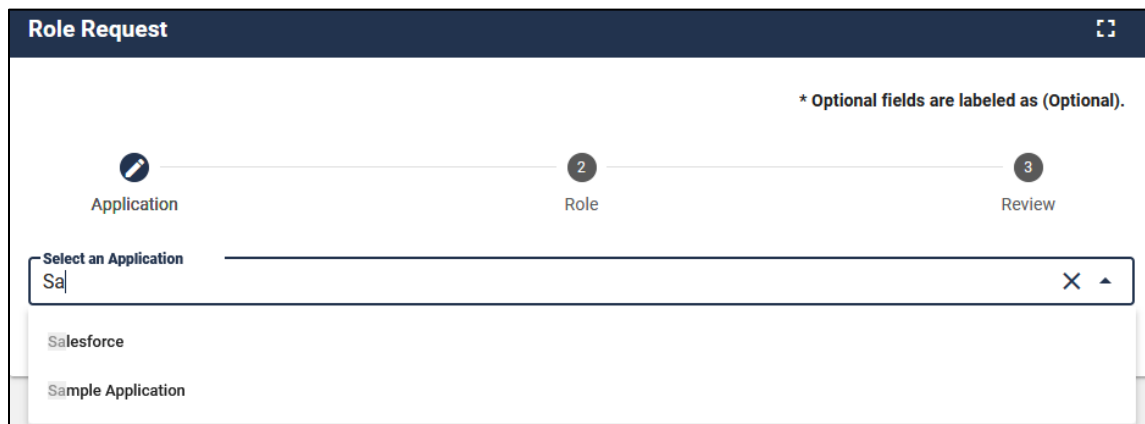 Role Request
* Optional fields are labeled as (Optional).
2
3
Application
Role
Review
Select an Application
Sa
Salesforce
Sample Application